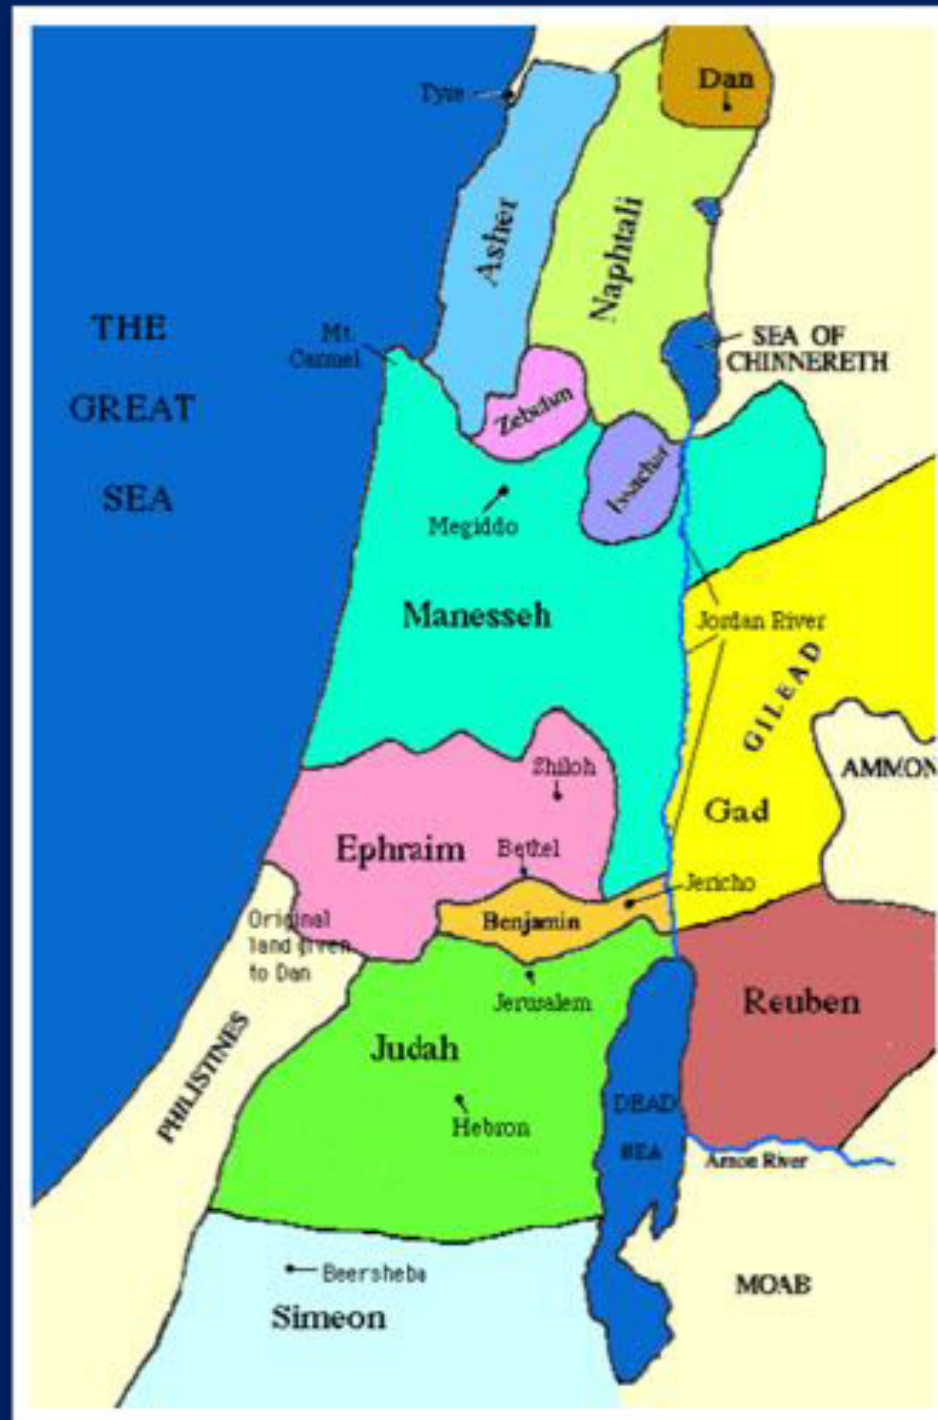 Dan
Tyre
Asher
Naphtali
THE
GREAT
SEA
Mt.
Carmel
SEA OF
CHINNERETH
Zebulun
Issachar
Megiddo
Manesseh
Jordan River
GILEAD
AMMON
Shiloh
Gad
Ephraim
Bethel
Jericho
Benjamin
Original
land given
to Dan
Jerusalem
Reuben
Judah
PHILISTINES
Hebron
DEAD
SEA
Arnon River
Beersheba
MOAB
Simeon